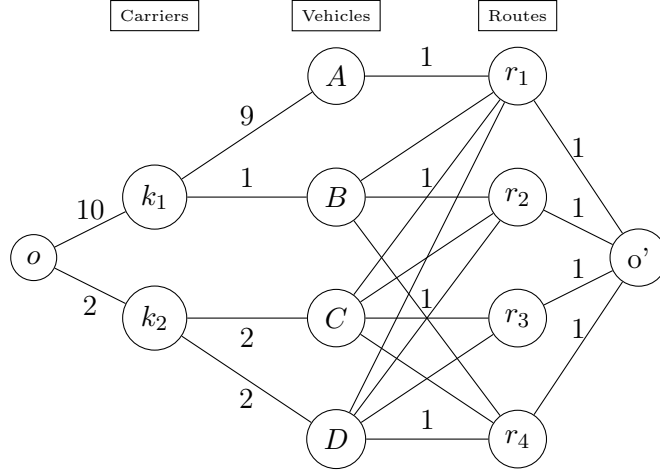 Carriers Vehicles Routes
A 1 r1
9 1
k1 1 B 1 r2
10 1
o o'
2 1
k2 2 C 1 r3
2 1
D 1 r4